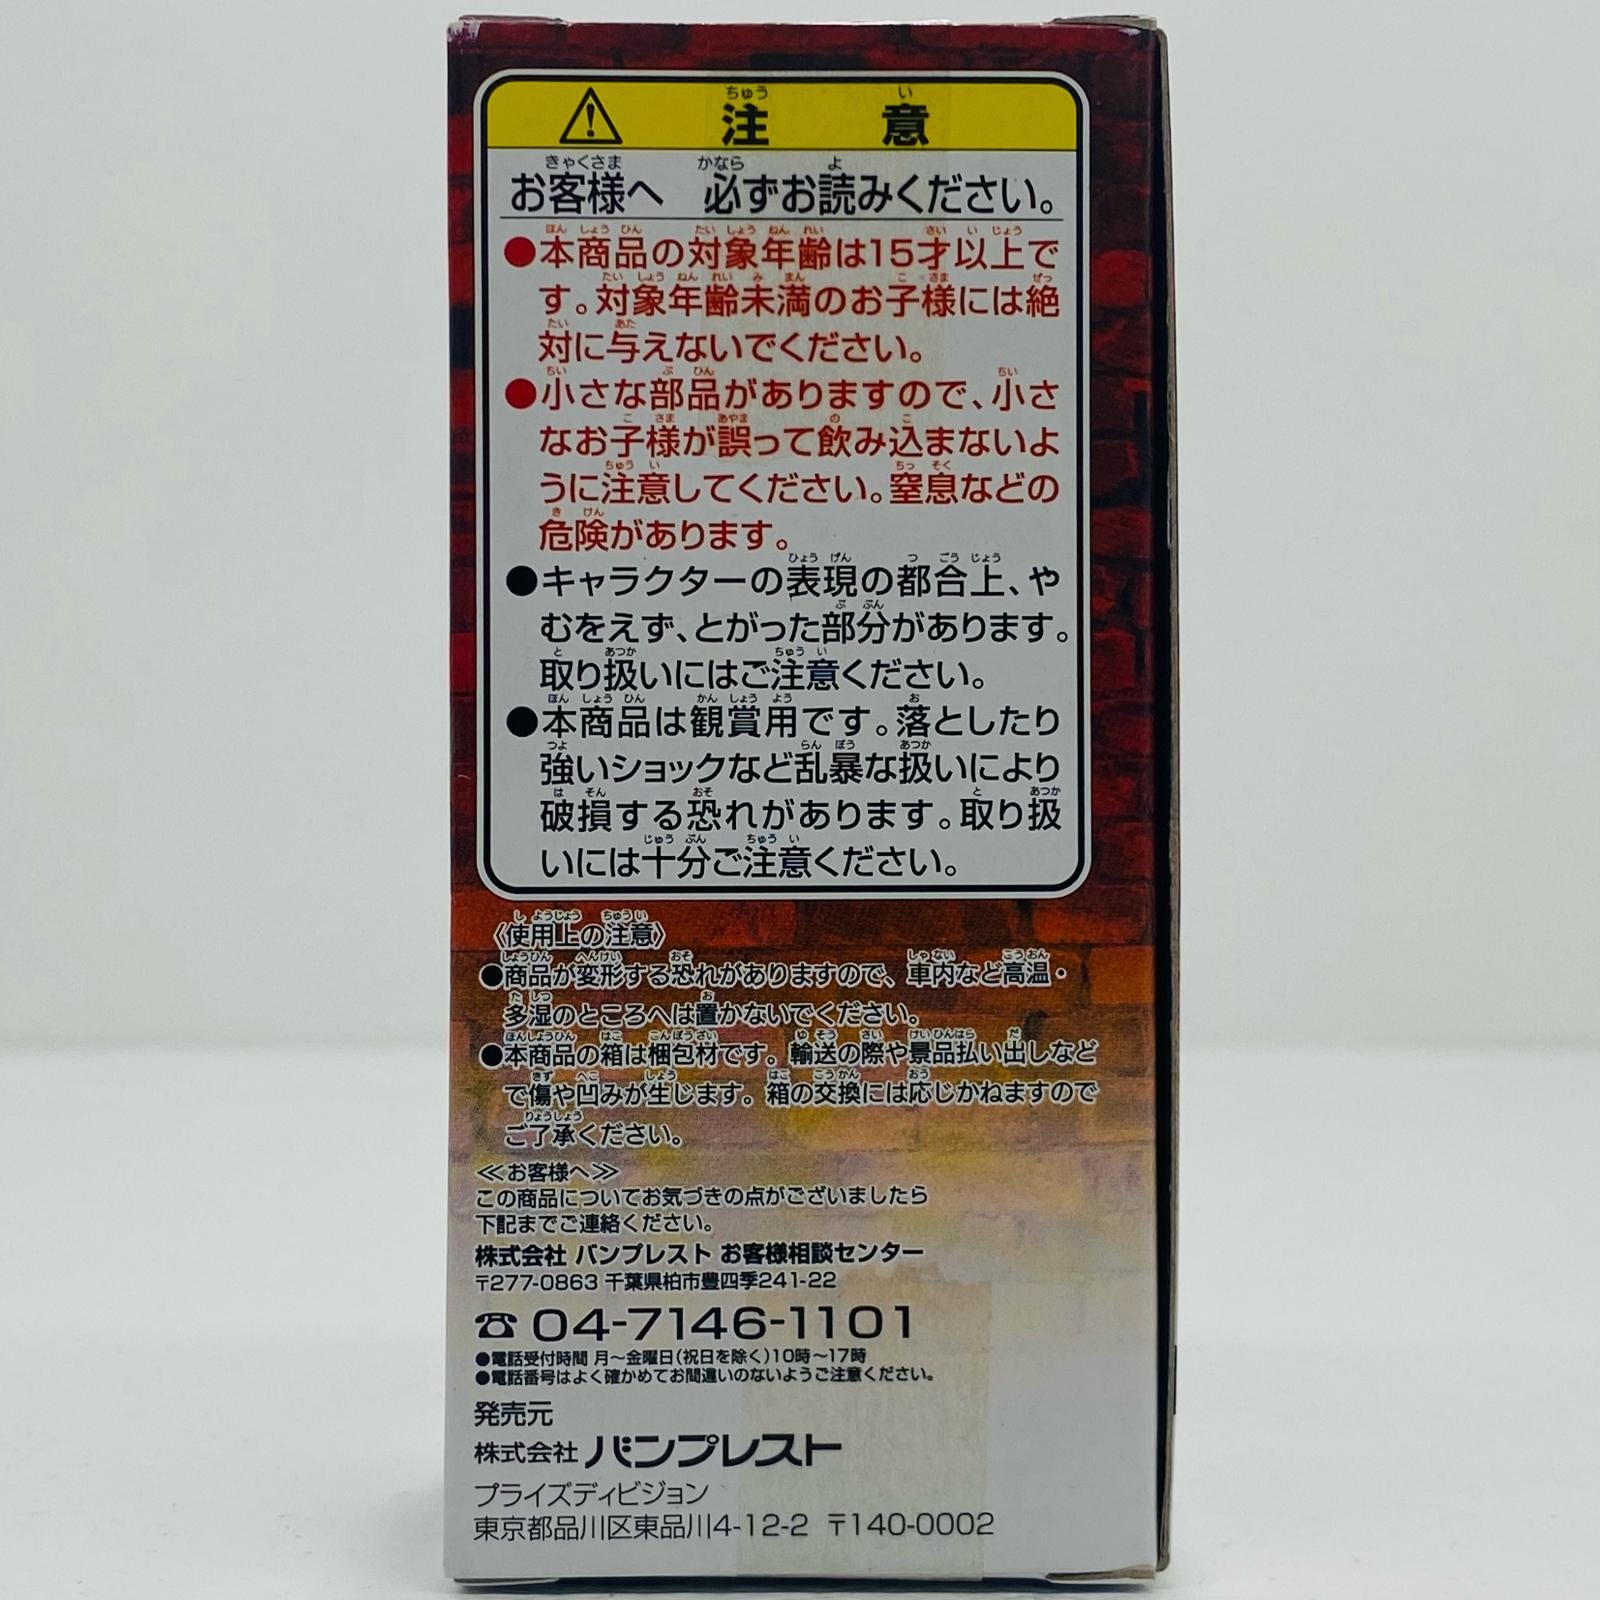 注意
お客様へ 必ずお読みください。
●本商品の対象年齢は15才以上で
す。対象年齢未満のお子様には絶
対に与えないでください。
●小さな部品がありますので、小さ
なお子様が誤って飲み込まないよ
うに注意してください。窒息などの
危険があります。
●キャラクターの表現の都合上、や
むをえず、とがった部分があります。
取り扱いにはご注意ください。
●本商品は観賞用です。落としたり
強いショックなど乱暴な扱いにより
破損する恐れがあります。取り扱
いには十分ご注意ください。
〈使用上の注意〉
●商品が変形する恐れがありますので、車内など高温・
多湿のところへは置かないでください。
●本商品の箱は梱包材です。輸送の際や景品払い出しなど
で傷や凹みが生じます。箱の交換には応じかねますので
ご了承ください。
≪お客様へ≫
この商品についてお気づきの点がございましたら
下記までご連絡ください。
株式会社 バンプレスト お客様相談センター
〒277-0863 千葉県柏市豊四季241-22
☎04-7146-1101
●電話受付時間 月〜金曜日(祝日を除く)10時〜17時
●電話番号はよく確かめてお間違いのないようご注意ください。
発売元
株式会社 バンプレスト
プライズディビジョン
東京都品川区東品川4-12-2 〒140-0002